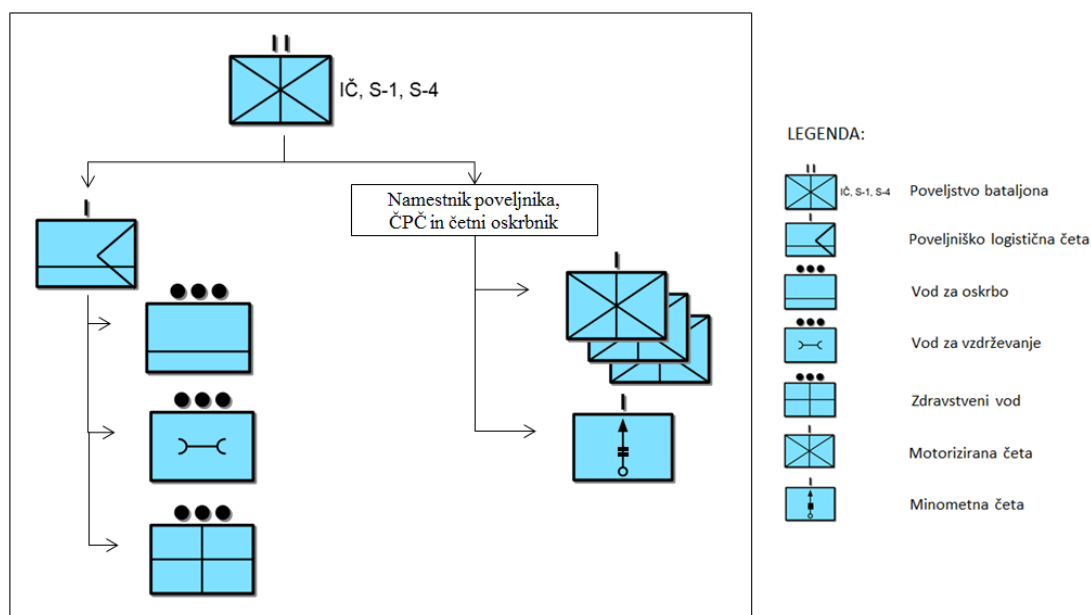 IČ, S-1, S-4
Namestnik poveljnika,
ČPČ in četni oskrbnik
LEGENDA:
IČ, S-1, S-4 Poveljstvo bataljona
Poveljniško logistična četa
Vod za oskrbo
Vod za vzdrževanje
Zdravstveni vod
Motorizirana četa
Minometna četa